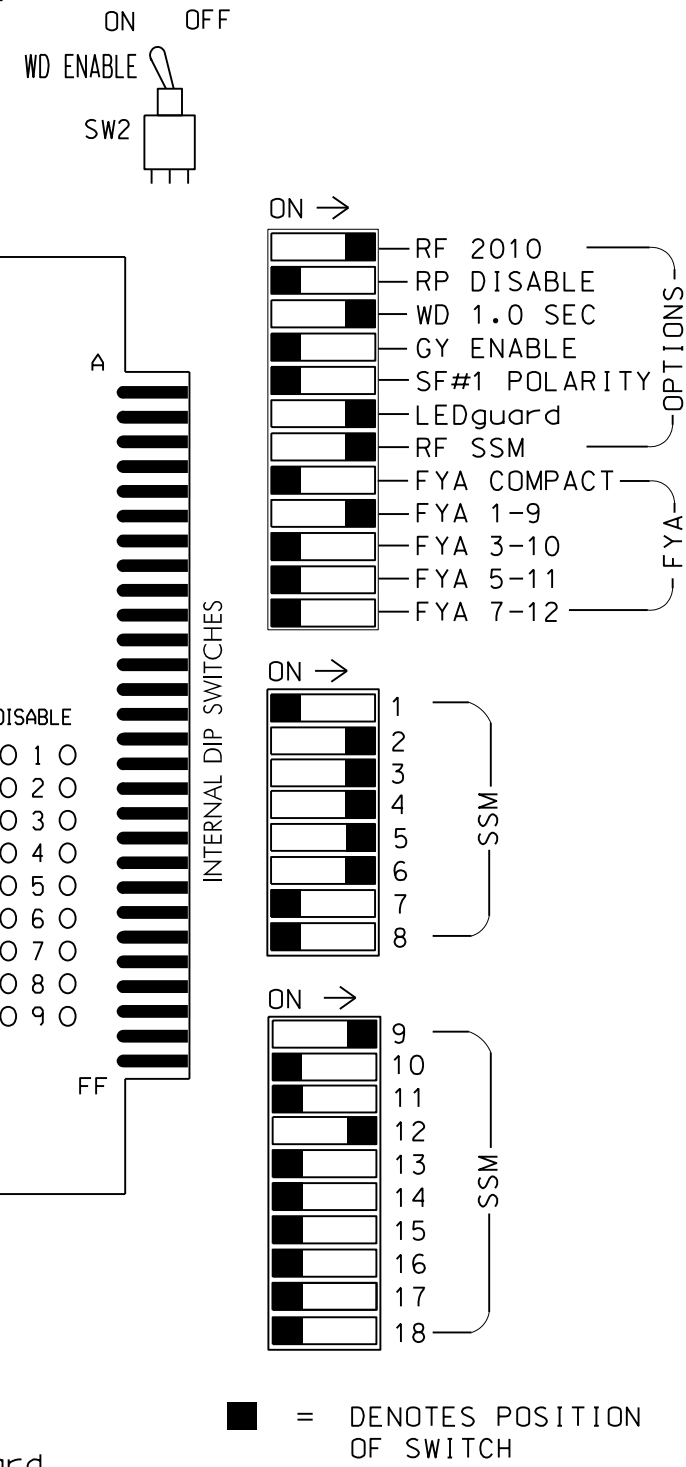 ON OFF
WD ENABLE
SW2
ON →
RF 2010
RP DISABLE
WD 1.0 SEC
GY ENABLE
SF#1 POLARITY
LEDguard
RF SSM
OPTIONS
FYA COMPACT
FYA 1-9
FYA 3-10
FYA 5-11
FYA 7-12
FYA
A
FF
INTERNAL DIP SWITCHES
DISABLE
O 1 O
O 2 O
O 3 O
O 4 O
O 5 O
O 6 O
O 7 O
O 8 O
O 9 O
ON →
1
2
3
4
5
6
7
8
SSM
ON →
9
10
11
12
13
14
15
16
17
18
SSM
= DENOTES POSITION
OF SWITCH